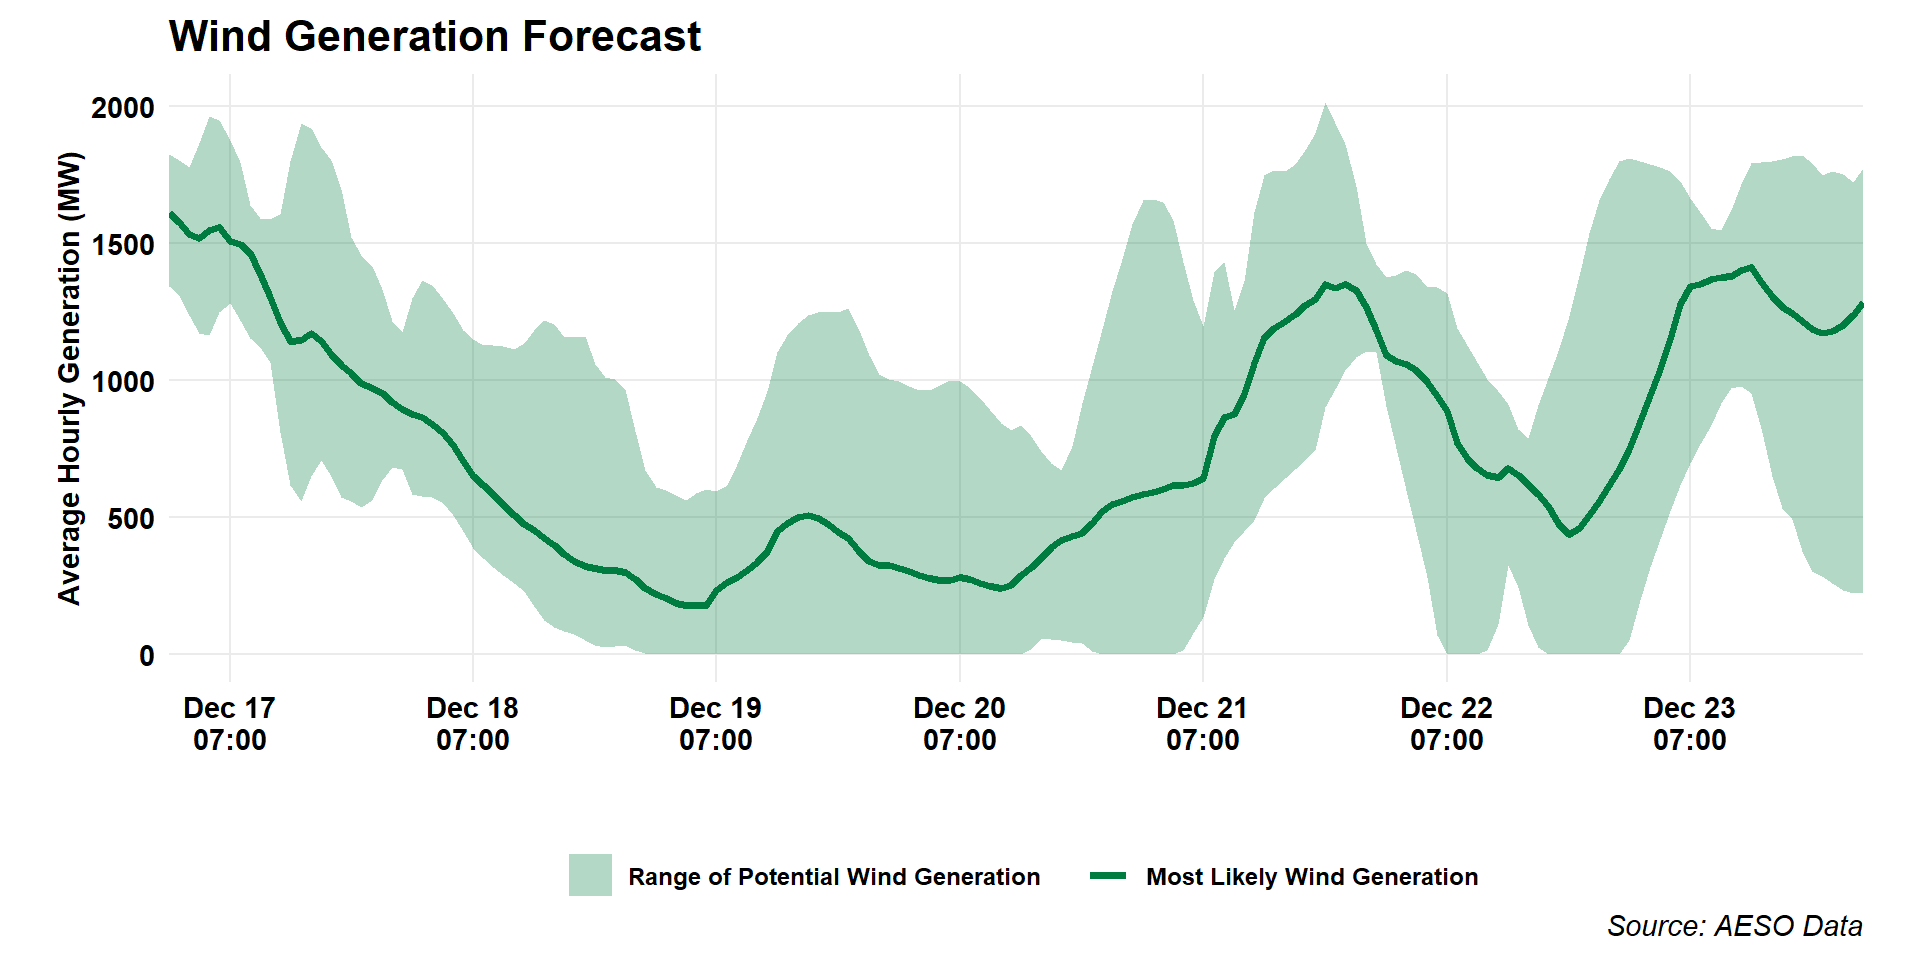 Wind Generation Forecast
Average Hourly Generation (MW)
2000
1500
1000
500
0
Dec 17 Dec 18 Dec 19 Dec 20 Dec 21 Dec 22 Dec 23
07:00 07:00 07:00 07:00 07:00 07:00 07:00
Range of Potential Wind Generation Most Likely Wind Generation
Source: AESO Data